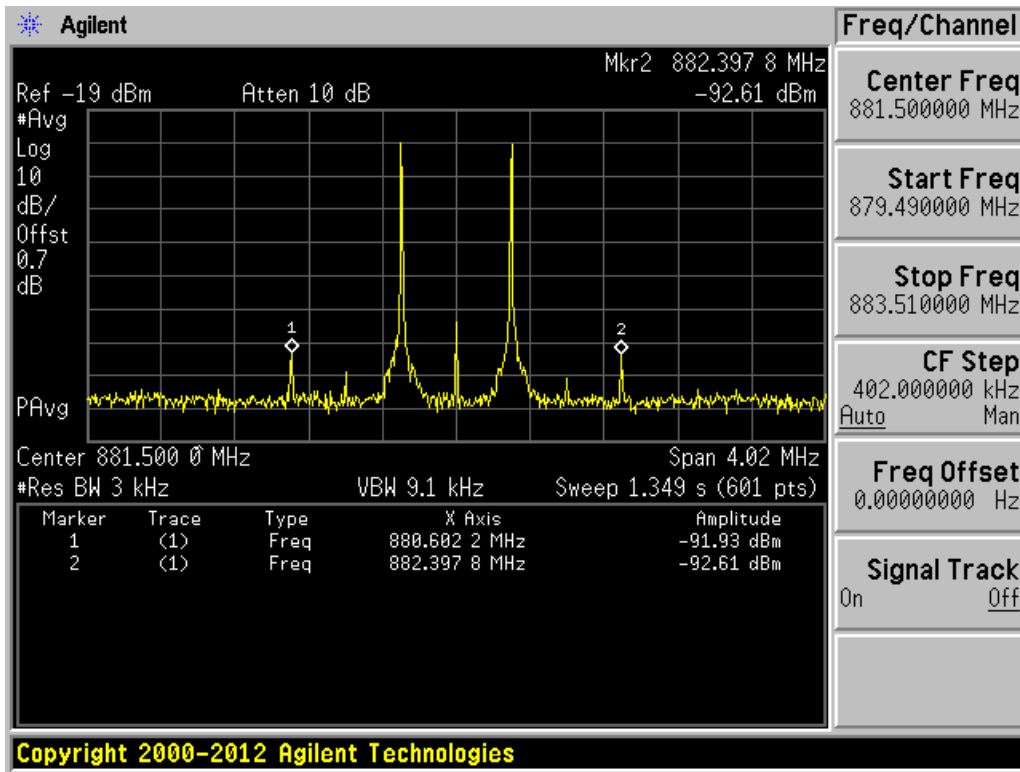 Agilent
Freq/Channel
Mkr2 882.397 8 MHz
Ref -19 dBm Atten 10 dB -92.61 dBm
#Avg
Log
10
dB/
Offst
0.7
dB
1
2
PAvg
Center 881.500 0 MHz Span 4.02 MHz
#Res BW 3 kHz VBW 9.1 kHz Sweep 1.349 s (601 pts)
Marker Trace Type X Axis Amplitude
1 (1) Freq 880.602 2 MHz -91.93 dBm
2 (1) Freq 882.397 8 MHz -92.61 dBm
Center Freq
881.500000 MHz
Start Freq
879.490000 MHz
Stop Freq
883.510000 MHz
CF Step
402.000000 kHz
Auto Man
Freq Offset
0.00000000 Hz
Signal Track
On Off
Copyright 2000-2012 Agilent Technologies